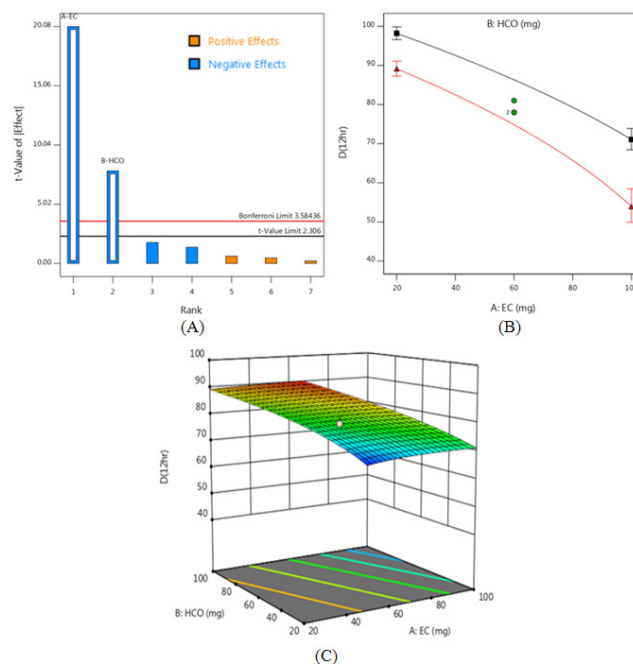 20.08
15.06
10.04
5.02
0.00
t-Value of |Effect|
A-EC
B-HCO
Positive Effects
Negative Effects
Bonferroni Limit 3.58436
t-Value Limit 2.306
1 2 3 4 5 6 7
Rank
(A)
B: HCO (mg)
100
90
80
70
60
50
40
D(12hr)
2
20 40 60 80 100
A: EC (mg)
(B)
100
90
80
70
60
50
40
D(12hr)
100
80
60
40
20
B: HCO (mg)
20
40
60
80
100
A: EC (mg)
(C)